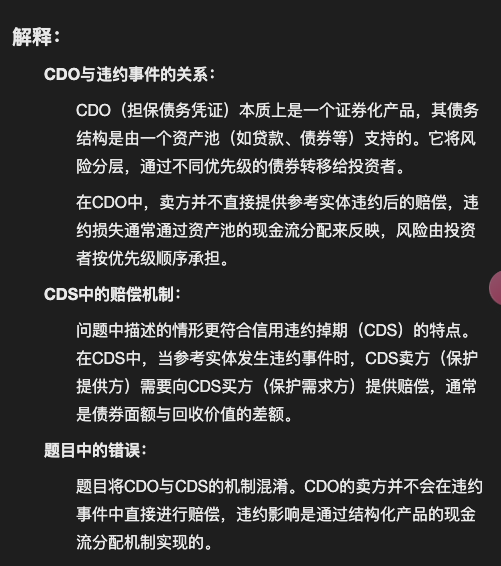 解释：
CDO与违约事件的关系：
CDO（担保债务凭证）本质上是一个证券化产品，其债务
结构是由一个资产池（如贷款、债券等）支持的。它将风
险分层，通过不同优先级的债券转移给投资者。
在CDO中，卖方并不直接提供参考实体违约后的赔偿，违
约损失通常通过资产池的现金流分配来反映，风险由投资
者按优先级顺序承担。
CDS中的赔偿机制：
问题中描述的情形更符合信用违约掉期（CDS）的特点。
在CDS中，当参考实体发生违约事件时，CDS卖方（保护
提供方）需要向CDS买方（保护需求方）提供赔偿，通常
是债券面额与回收价值的差额。
题目中的错误：
题目将CDO与CDS的机制混淆。CDO的卖方并不会在违约
事件中直接进行赔偿，违约影响是通过结构化产品的现金
流分配机制实现的。